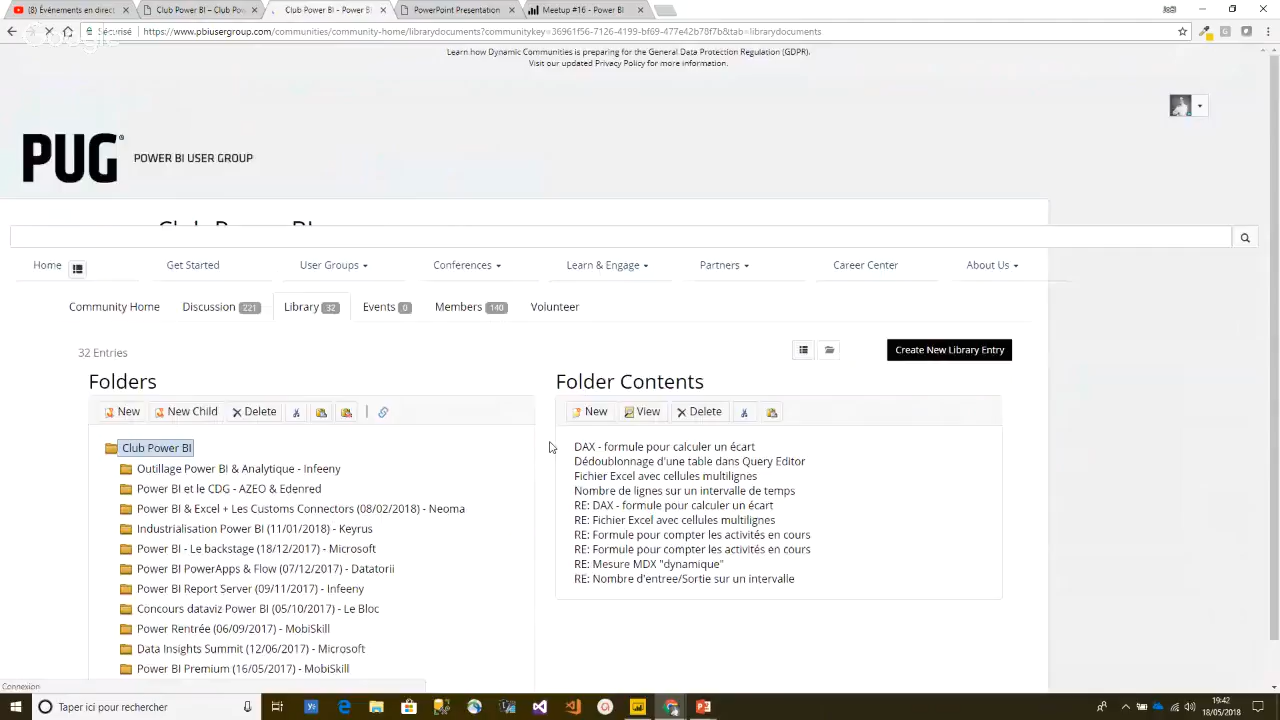 (8) Évènements en direct
Club Power BI – Club Pow
Club Power BI - Power BI
PowerPoint Presentation
Meetup #16 - Power BI
Sécurisé
https://www.pbiusergroup.com/communities/community-home/librarydocuments?communitykey=36961f56-7126-4199-bf69-477e42b78f7b&tab=librarydocuments
Learn how Dynamic Communities is preparing for the General Data Protection Regulation (GDPR).
Visit our updated Privacy Policy for more information.
PUG® POWER BI USER GROUP
Club Power BI
Home
Get Started
User Groups
Conferences
Learn & Engage
Partners
Career Center
About Us
Community Home
Discussion 221
Library 32
Events 0
Members 140
Volunteer
32 Entries
Create New Library Entry
Folders
New
New Child
Delete
Club Power BI
Outillage Power BI & Analytique - Infeeny
Power BI et le CDG - AZEO & Edenred
Power BI & Excel + Les Customs Connectors (08/02/2018) - Neoma
Industrialisation Power BI (11/01/2018) - Keyrus
Power BI - Le backstage (18/12/2017) - Microsoft
Power BI PowerApps & Flow (07/12/2017) - Datatorii
Power BI Report Server (09/11/2017) - Infeeny
Concours dataviz Power BI (05/10/2017) - Le Bloc
Power Rentrée (06/09/2017) - MobiSkill
Data Insights Summit (12/06/2017) - Microsoft
Power BI Premium (16/05/2017) - MobiSkill
Folder Contents
New
View
Delete
DAX - formule pour calculer un écart
Dédoublonnage d'une table dans Query Editor
Fichier Excel avec cellules multilignes
Nombre de lignes sur un intervalle de temps
RE: DAX - formule pour calculer un écart
RE: Fichier Excel avec cellules multilignes
RE: Formule pour compter les activités en cours
RE: Formule pour compter les activités en cours
RE: Mesure MDX "dynamique"
RE: Nombre d'entree/Sortie sur un intervalle
Connexion
Taper ici pour rechercher
19:42
18/05/2018